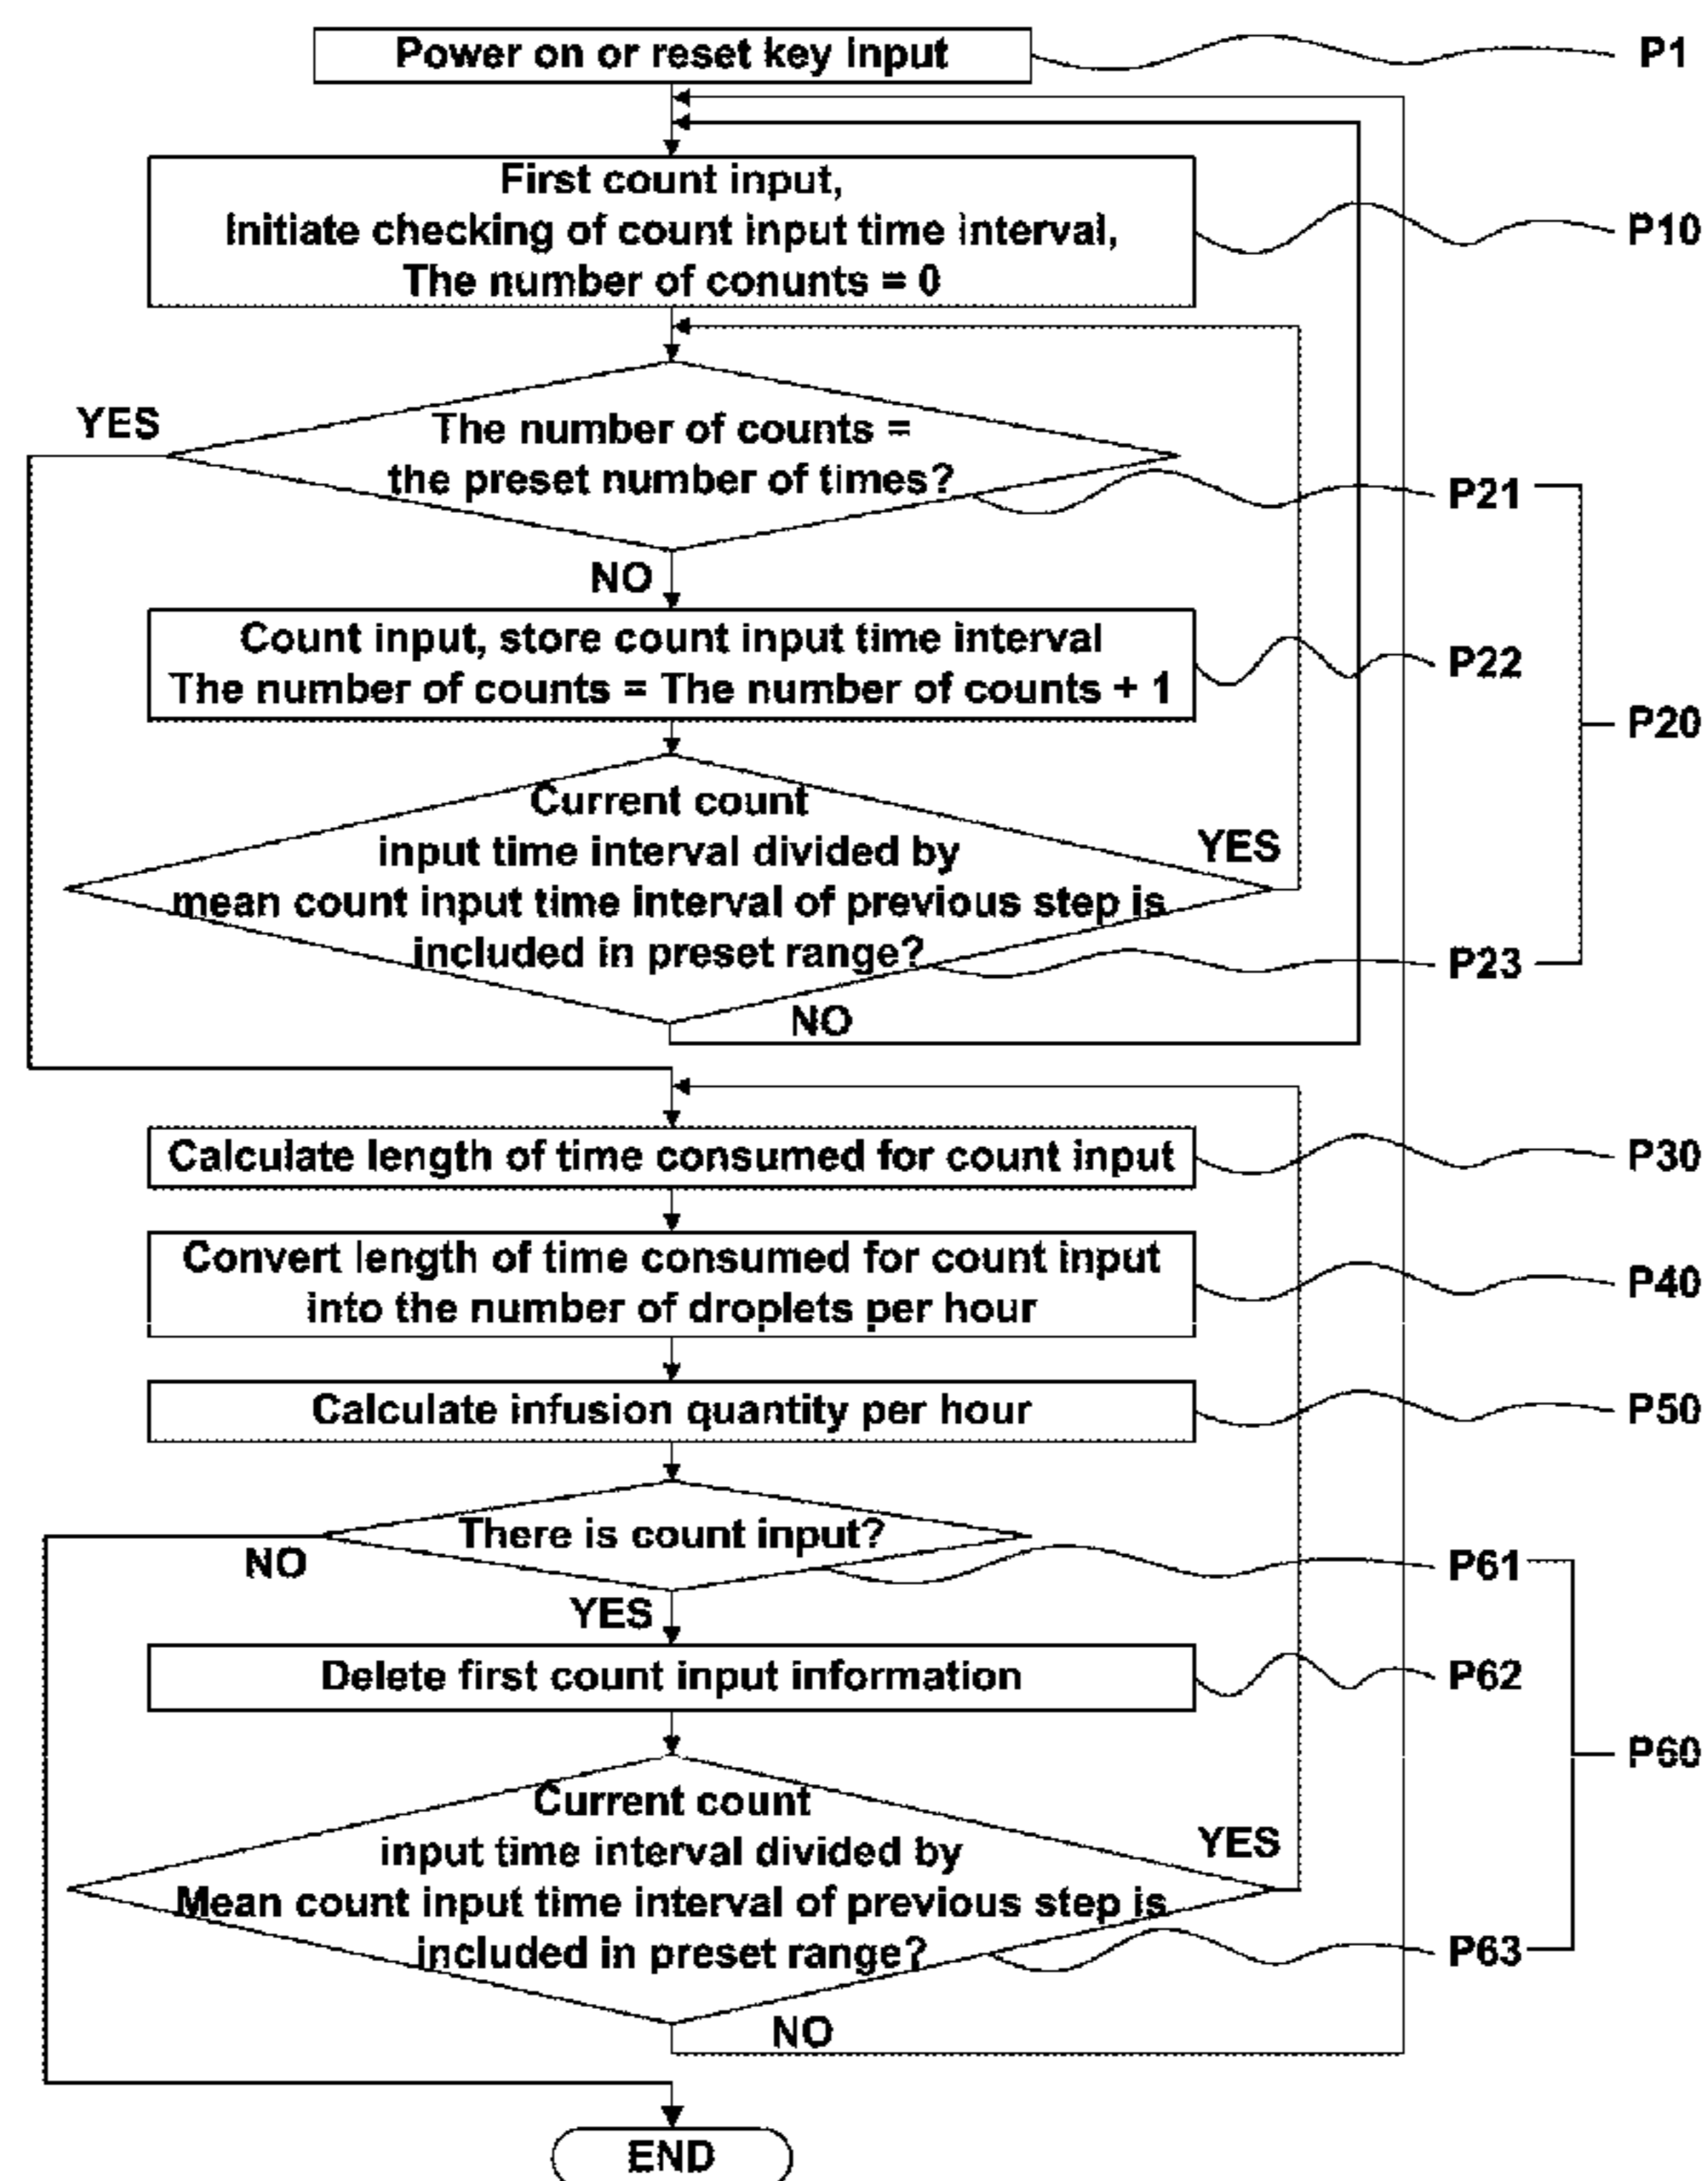 Power on or reset key input
P1
First count input,
Initiate checking of count input time interval,
The number of conunts = 0
P10
YES
The number of counts =
the preset number of times?
P21
NO
Count input, store count input time interval
The number of counts = The number of counts + 1
P22
P20
Current count
input time interval divided by
mean count input time interval of previous step is
included in preset range?
YES
P23
NO
Calculate length of time consumed for count input
P30
Convert length of time consumed for count input
into the number of droplets per hour
P40
Calculate infusion quantity per hour
P50
There is count input?
NO
P61
YES
Delete first count input information
P62
P60
Current count
input time interval divided by
Mean count input time interval of previous step is
included in preset range?
YES
P63
NO
END